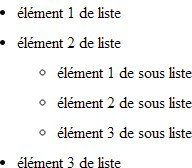 élément 1 de liste
élément 2 de liste
élément 1 de sous liste
élément 2 de sous liste
élément 3 de sous liste
élément 3 de liste